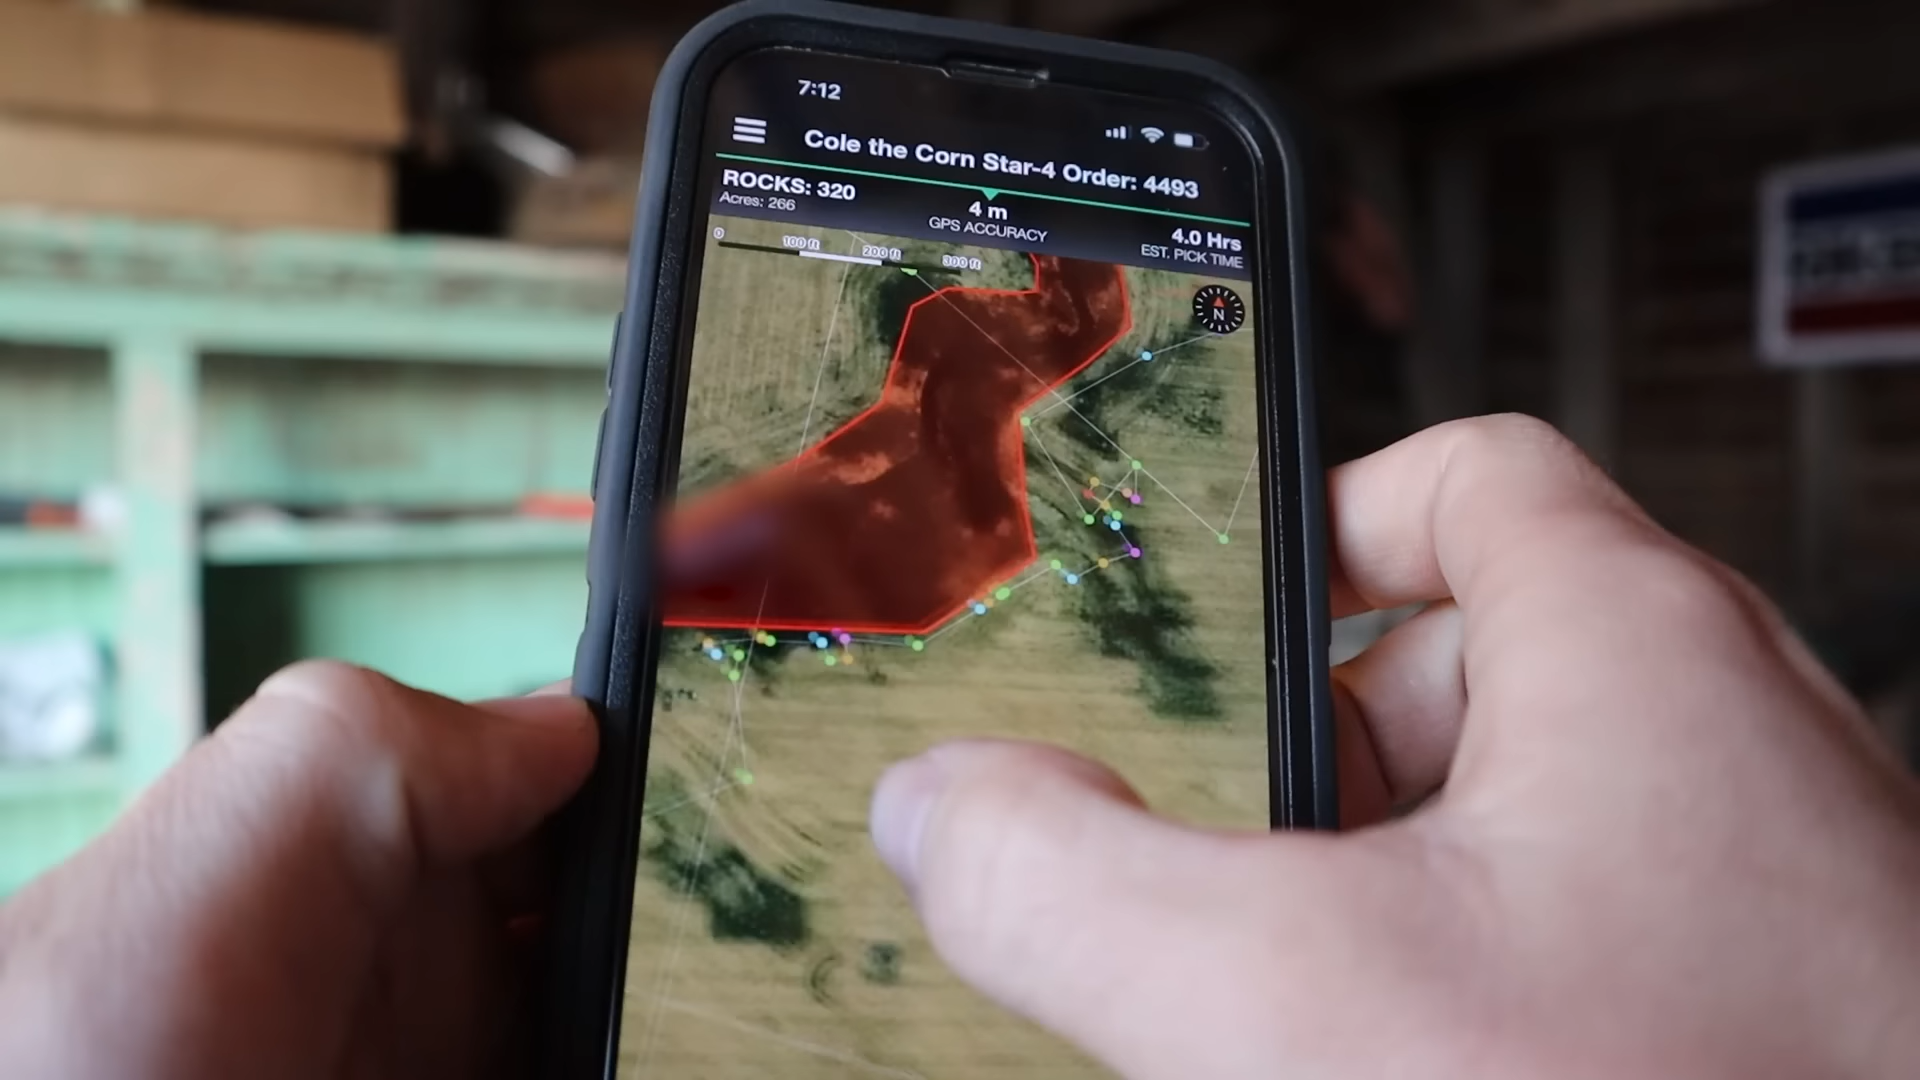 7:12
Cole the Corn Star-4 Order: 4493
ROCKS: 320
Acres: 266
4 m
GPS ACCURACY
4.0 Hrs
EST. PICK TIME
0 100 ft 200 ft 300 ft
N